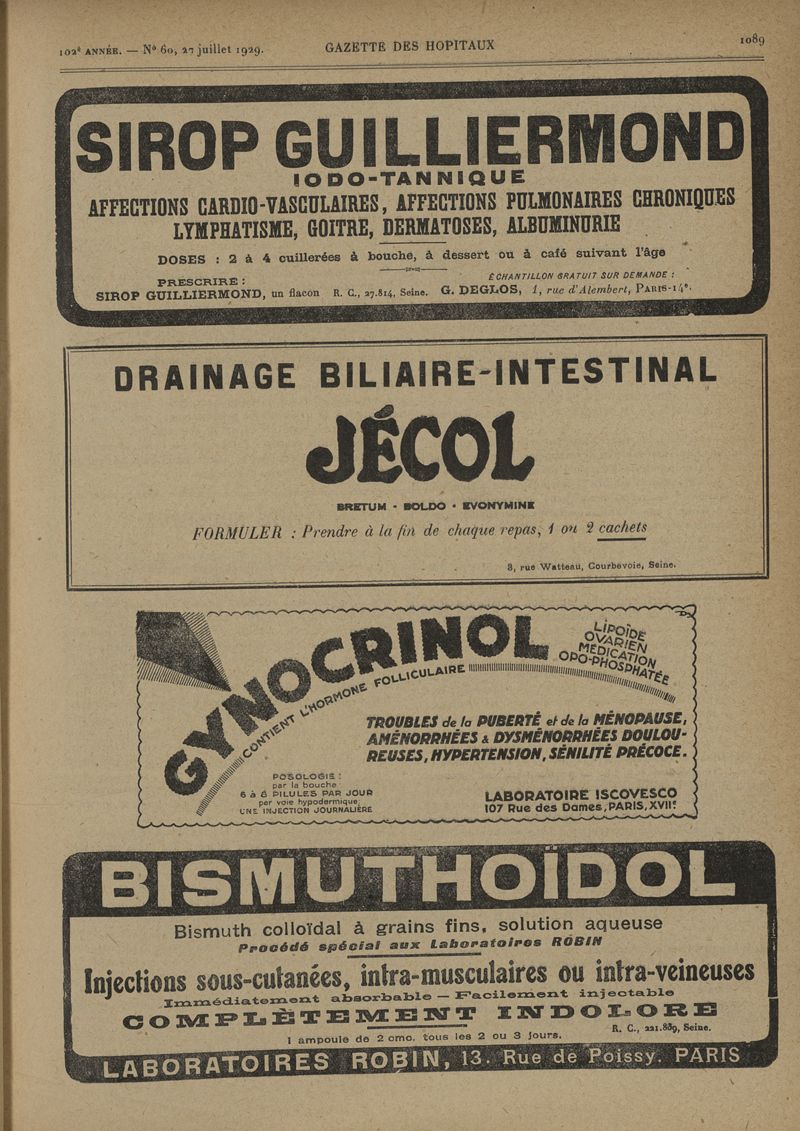 102e ANNÉE. — No 60, 27 juillet 1929.
GAZETTE DES HOPITAUX
1089
SIROP GUILLIERMOND
IODO-TANNIQUE
AFFECTIONS CARDIO-VASCULAIRES, AFFECTIONS PULMONAIRES CHRONIQUES
LYMPHATISME, GOITRE, DERMATOSES, ALBUMINURIE
DOSES : 2 à 4 cuillerées à bouche, à dessert ou à café suivant l'âge
PRESCRIRE :
ÉCHANTILLON GRATUIT SUR DEMANDE :
SIROP GUILLIERMOND, un flacon R. C., 27.814, Seine. G. DEGLOS, 1, rue d'Alembert, PARIS-14e.
DRAINAGE BILIAIRE-INTESTINAL
JÉCOL
BRETUM - BOLDO - EVONYMINE
FORMULER : Prendre à la fin de chaque repas, 1 ou 2 cachets
3, rue Watteau, Courbevoie, Seine.
GYNOCRINOL
CONTIENT L'HORMONE FOLLICULAIRE
LIPOÏDE
OVARIEN
MÉDICATION
OPO-PHOSPHATÉE
TROUBLES de la PUBERTÉ et de la MÉNOPAUSE,
AMÉNORRHÉES & DYSMÉNORRHÉES DOULOU-
REUSES, HYPERTENSION, SÉNILITÉ PRÉCOCE.
POSOLOGIE :
par la bouche
6 à 8 PILULES PAR JOUR
par voie hypodermique,
UNE INJECTION JOURNALIÈRE
LABORATOIRE ISCOVESCO
107 Rue des Dames, PARIS, XVIIe
BISMUTHOÏDOL
Bismuth colloïdal à grains fins, solution aqueuse
Procédé spécial aux Laboratoires ROBIN
Injections sous-cutanées, intra-musculaires ou intra-veineuses
Immédiatement absorbable — Facilement injectable
COMPLÈTEMENT INDOLORE
R. C., 221.839, Seine.
1 ampoule de 2 cmc. tous les 2 ou 3 jours.
LABORATOIRES ROBIN, 13. Rue de Poissy. PARIS